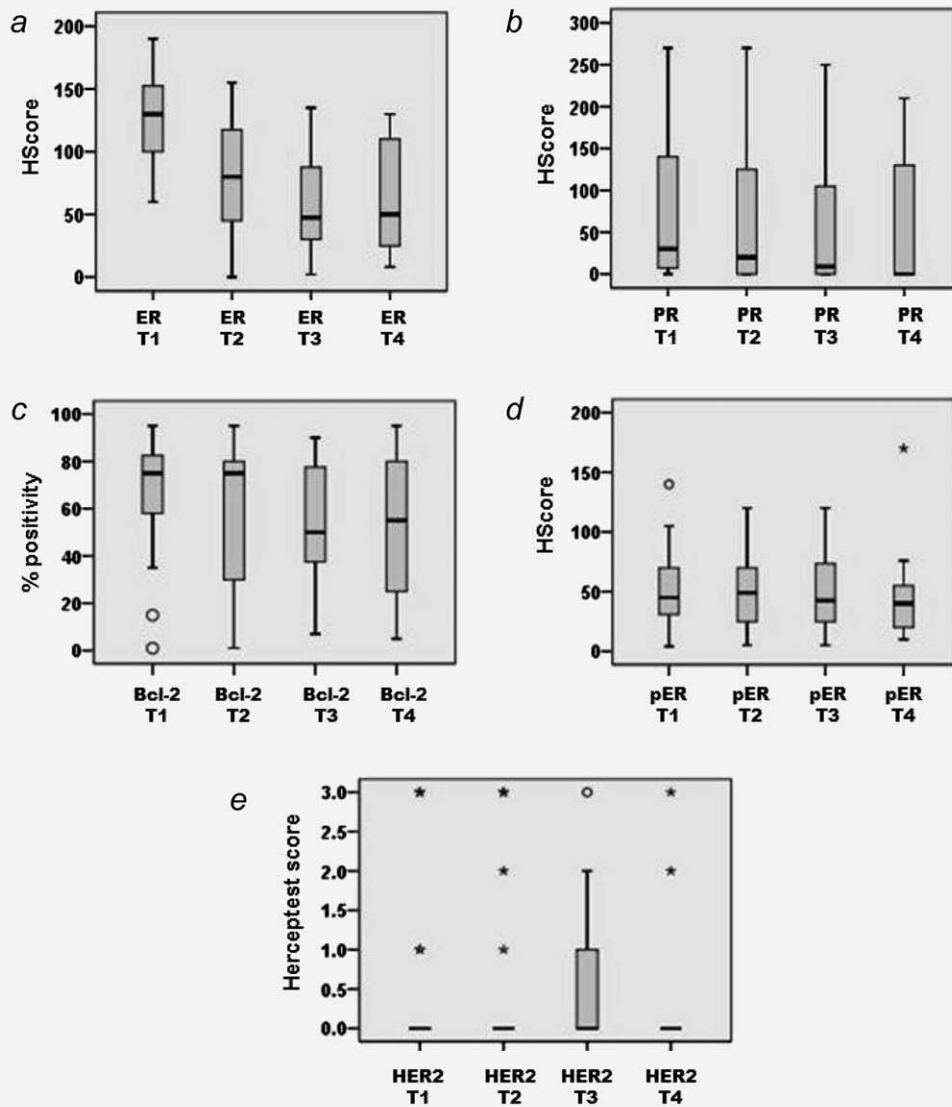 a
HScore
200
150
100
50
0
ER ER ER ER
T1 T2 T3 T4
b
HScore
300
250
200
150
100
50
0
PR PR PR PR
T1 T2 T3 T4
c
% positivity
100
80
60
40
20
0
Bcl-2 Bcl-2 Bcl-2 Bcl-2
T1 T2 T3 T4
d
HScore
200
150
100
50
0
pER pER pER pER
T1 T2 T3 T4
e
Herceptest score
3.0
2.5
2.0
1.5
1.0
0.5
0.0
HER2 HER2 HER2 HER2
T1 T2 T3 T4